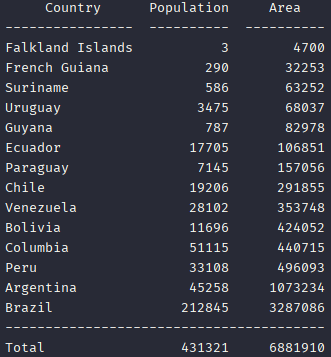 Country Population Area
--------------- ---------- ----------
Falkland Islands 3 4700
French Guiana 290 32253
Suriname 586 63252
Uruguay 3475 68037
Guyana 787 82978
Ecuador 17705 106851
Paraguay 7145 157056
Chile 19206 291855
Venezuela 28102 353748
Bolivia 11696 424052
Columbia 51115 440715
Peru 33108 496093
Argentina 45258 1073234
Brazil 212845 3287086
----------------------------------------
Total 431321 6881910